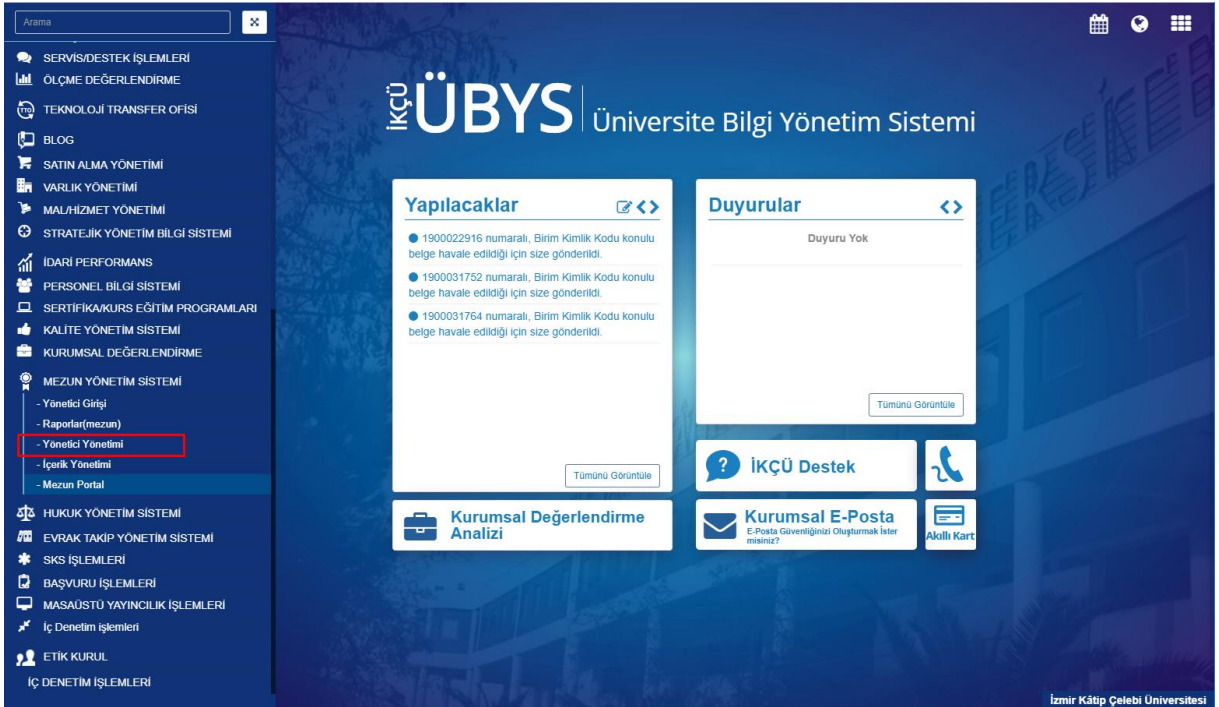 Arama
SERVİS/DESTEK İŞLEMLERİ
ÖLÇME DEĞERLENDİRME
TTO
TEKNOLOJİ TRANSFER OFİSİ
BLOG
SATIN ALMA YÖNETİMİ
VARLIK YÖNETİMİ
MAL/HİZMET YÖNETİMİ
STRATEJİK YÖNETİM BİLGİ SİSTEMİ
İDARİ PERFORMANS
PERSONEL BİLGİ SİSTEMİ
SERTİFİKA/KURS EĞİTİM PROGRAMLARI
KALİTE YÖNETİM SİSTEMİ
KURUMSAL DEĞERLENDİRME
MEZUN YÖNETİM SİSTEMİ
- Yönetici Girişi
- Raporlar(mezun)
- Yönetici Yönetimi
- İçerik Yönetimi
- Mezun Portal
HUKUK YÖNETİM SİSTEMİ
EVRAK TAKİP YÖNETİM SİSTEMİ
SKS İŞLEMLERİ
BAŞVURU İŞLEMLERİ
MASAÜSTÜ YAYINCILIK İŞLEMLERİ
İç Denetim işlemleri
ETİK KURUL
İÇ DENETİM İŞLEMLERİ
İKÇÜ ÜBYS Üniversite Bilgi Yönetim Sistemi
Yapılacaklar
1900022916 numaralı, Birim Kimlik Kodu konulu
belge havale edildiği için size gönderildi.
1900031752 numaralı, Birim Kimlik Kodu konulu
belge havale edildiği için size gönderildi.
1900031764 numaralı, Birim Kimlik Kodu konulu
belge havale edildiği için size gönderildi.
Tümünü Görüntüle
Duyurular
Duyuru Yok
Tümünü Görüntüle
İKÇÜ Destek
Kurumsal Değerlendirme
Analizi
Kurumsal E-Posta
E-Posta Güvenliğinizi Oluşturmak İster
misiniz?
Akıllı Kart
İzmir Kâtip Çelebi Üniversitesi